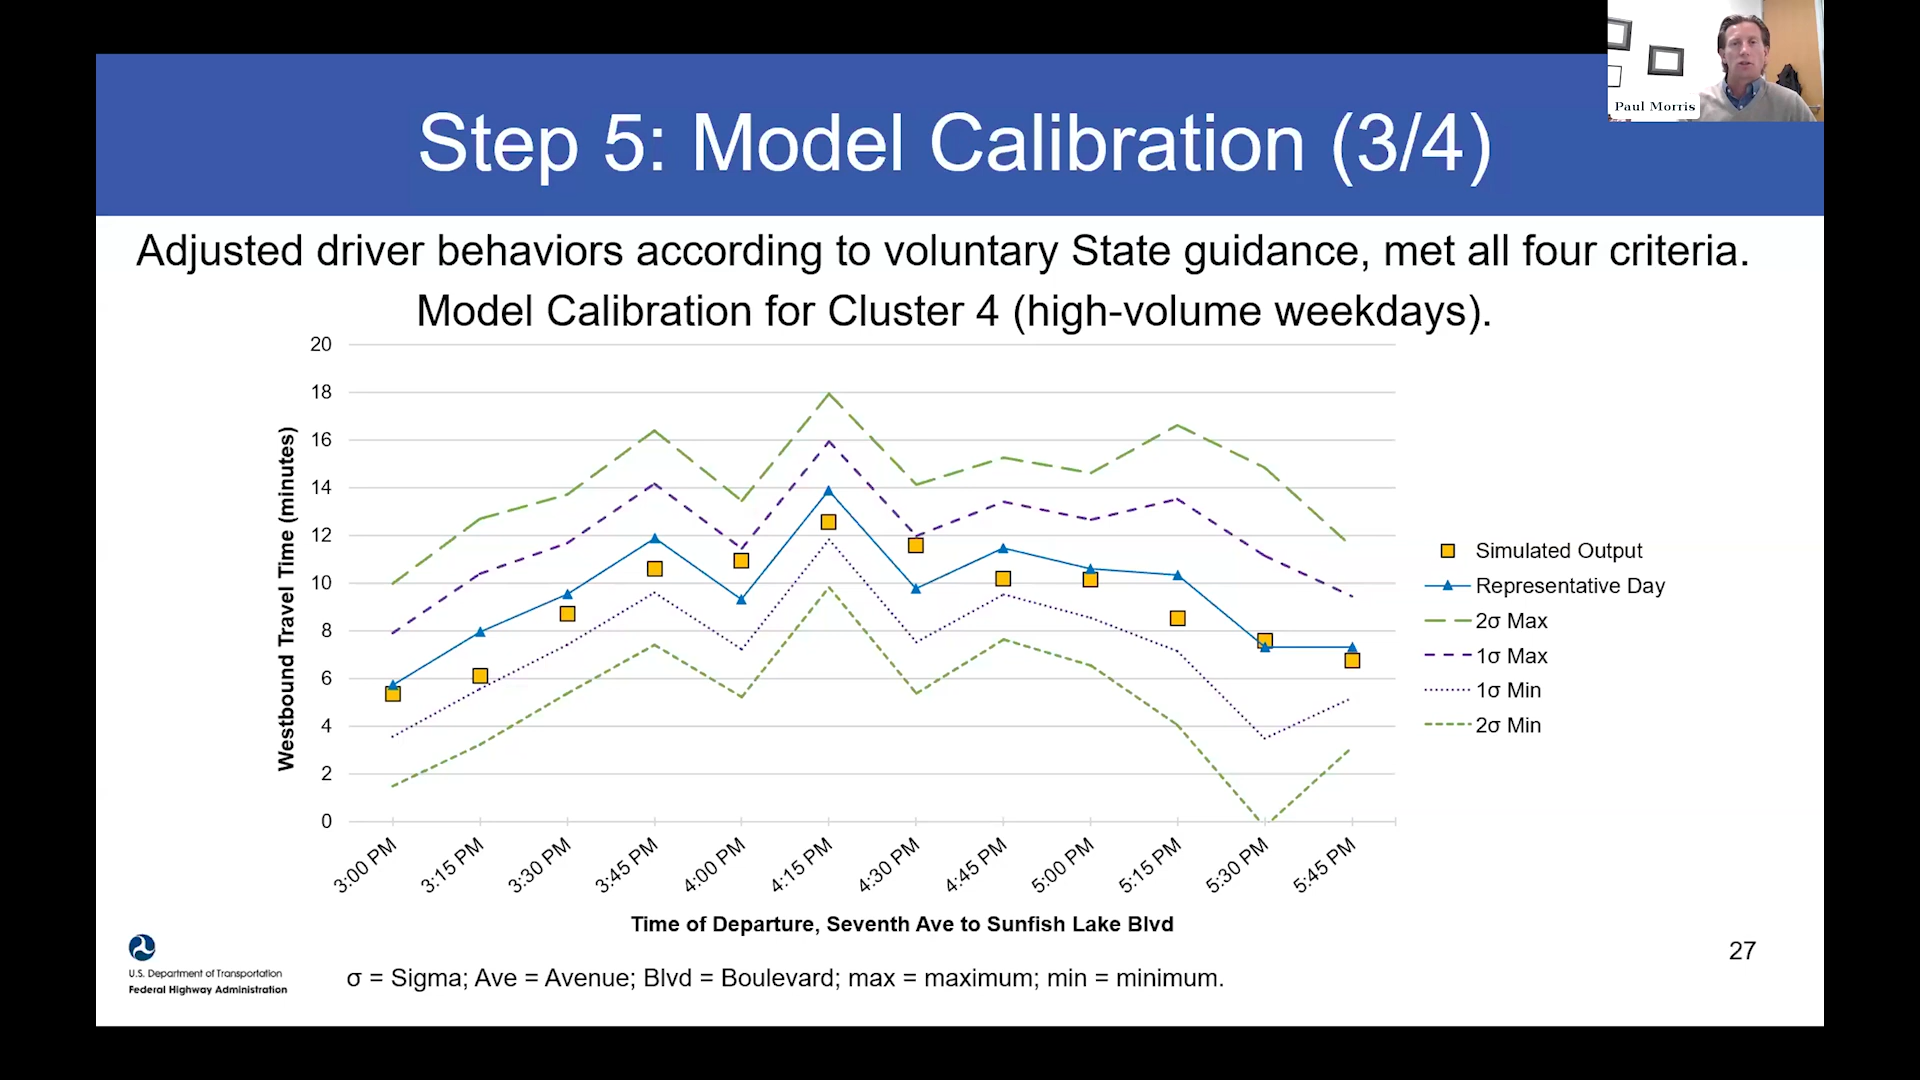 Paul Morris
Step 5: Model Calibration (3/4)
Adjusted driver behaviors according to voluntary State guidance, met all four criteria.
Model Calibration for Cluster 4 (high-volume weekdays).
Westbound Travel Time (minutes)
20
18
16
14
12
10
8
6
4
2
0
3:00 PM
3:15 PM
3:30 PM
3:45 PM
4:00 PM
4:15 PM
4:30 PM
4:45 PM
5:00 PM
5:15 PM
5:30 PM
5:45 PM
Time of Departure, Seventh Ave to Sunfish Lake Blvd
Simulated Output
Representative Day
2σ Max
1σ Max
1σ Min
2σ Min
U.S. Department of Transportation
Federal Highway Administration
σ = Sigma; Ave = Avenue; Blvd = Boulevard; max = maximum; min = minimum.
27